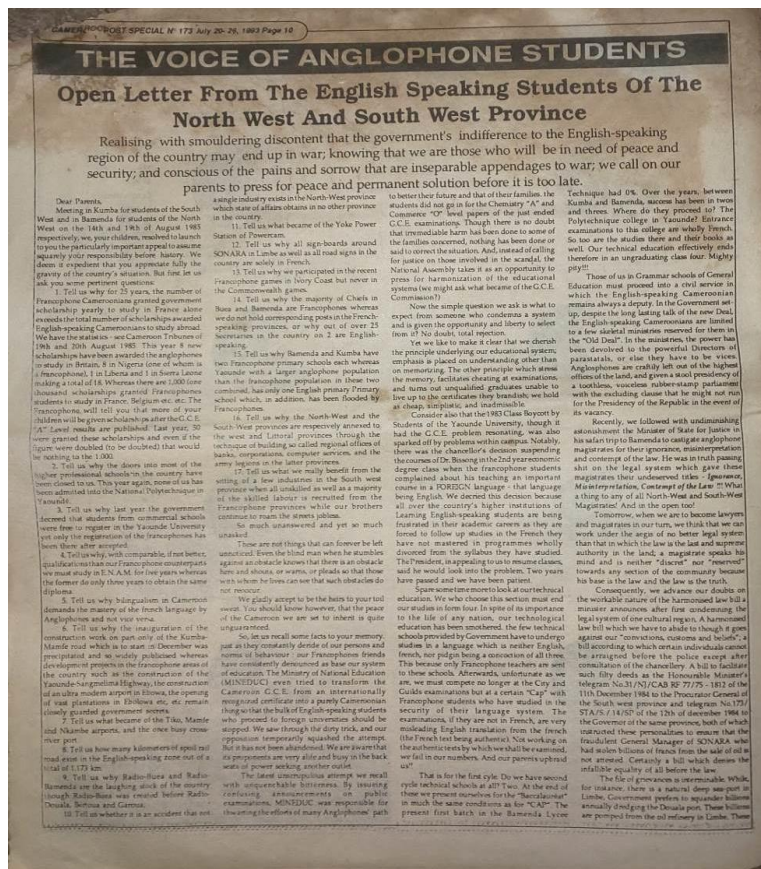 CAMEROON POST SPECIAL N° 173 July 20- 26, 1993 Page 10
THE VOICE OF ANGLOPHONE STUDENTS
Open Letter From The English Speaking Students Of The
North West And South West Province
Realising with smouldering discontent that the government's indifference to the English-speaking
region of the country may end up in war; knowing that we are those who will be in need of peace and
security; and conscious of the pains and sorrow that are inseparable appendages to war; we call on our
parents to press for peace and permanent solution before it is too late.
Dear Parents,
Meeting in Kumba for students of the South
West and in Bamenda for students of the North
West on the 14th and 19th of August 1985
respectively, we, your children, resolved to launch
to you the particularly important appeal to assume
squarely your responsibility before history. We
deem it expedient that you appreciate fully the
gravity of the country's situation. But first let us
ask you some pertinent questions.
1. Tell us why for 25 years, the number of
Francophone Cameroonians granted government
scholarship yearly to study in France alone
exceeds the total number of scholarships awarded
English-speaking Cameroonians to study abroad.
We have the statistics - see Cameroon Tribunes of
19th and 20th August 1985. This year 8 new
scholarships have been awarded the anglophones
to study in Britain, 8 in Nigeria (one of whom is
a francophone), 1 in Liberia and 1 in Sierra Leone
making a total of 18. Whereas there are 1,000 (one
thousand scholarships granted Francophones
students to study in France, Belgium etc. etc. The
Francophone, will tell you that more of your
children will be given scholarships after the G.C.E.
"A" Level results are published. Last year, 30
were granted these scholarships and even if the
figure were doubled (to be doubted) that would
be nothing to the 1,000.
2. Tell us why the doors into most of the
higher professional schools in the country have
been closed to us. This year again, none of us has
been admitted into the National Polytechnique in
Yaounde.
3. Tell us why last year the government
decreed that students from commercial schools
were free to register in the Yaounde University
yet only the registration of the francophones has
been there after accepted.
4. Tell us why, with comparable, if not better,
qualifications than our Francophone counterparts
we must study in E.N.A.M. for five years whereas
the former do only three years to obtain the same
diploma.
5. Tell us why bilingualism in Cameroon
demands the mastery of the french language by
Anglophones and not vice versa.
6. Tell us why the inauguration of the
construction work on part only of the Kumba-
Mamfe road which is to start in December was
precipitated and so widely published whereas
development projects in the francophone areas of
the country such as the construction of the
Yaounde-Sangmelima Highway, the construction
of an ultra modern airport in Ebowa, the opening
of vast plantations in Ebolowa etc, etc remain
closely guarded government secrets.
7. Tell us what became of the Tiko, Mamfe
and Nkambe airports, and the once busy cross-
river port
8. Tell us how many kilometers of spoil rail
road exist in the English-speaking zone out of a
total of 1,173 km.
9. Tell us why Radio-Buea and Radio-
Bamenda are the laughing stock of the country
though Radio-Buea was created before Radio-
Douala, Bertoua and Garoua.
10. Tell us whether it is an accident that not
a single industry exists in the North-West province
which state of affairs obtains in no other province
in the country.
11. Tell us what became of the Yoke Power
Station of Powercam.
12. Tell us why all sign-boards around
SONARA in Limbe as well as all road signs in the
country are solely in French.
13. Tell us why we participated in the recent
Francophone games in Ivory Coast but never in
the Commonwealth games.
14. Tell us why the majority of Chiefs in
Buea and Bamenda are Francophones whereas
we do not hold corresponding posts in the French-
speaking provinces, or why out of 25
Secretaries in the country on 2 are English-
speaking.
15. Tell us why Bamenda and Kumba have
two Francophone primary schools each whereas
Yaounde with a larger anglophone population
than the francophone population in these two
combined, has only one English primary Primary
school which, in addition, has been flooded by
Francophones.
16. Tell us why the North-West and the
South-West provinces are respectively annexed to
the west and Littoral provinces through the
technique of building so called regional offices of
banks, corporations, computer services, and the
army legions in the latter provinces.
17. Tell us what we really benefit from the
sitting of a few industries in the South west
province when all unskilled as well as a majority
of the skilled labour is recruited from the
Francophone provinces while our brothers
continue to roam the streets jobless.
So much unanswered and yet so much
unasked.
These are not things that can forever be left
unnoticed. Even the blind man when he stumbles
against an obstacle knows that there is an obstacle
here and shouts, or warns, or pleads so that those
with whom he lives can see that such obstacles do
not reoccur.
We gladly accept to be the heirs to your toil
sweat. You should know however, that the peace
of the Cameroon we are set to inherit is quite
unguaranteed.
So, let us recall some facts to your memory.
Just as they constantly deride of our persons and
norms of behaviour our Francophone friends
have consistently denounced as base our system
of education. The Ministry of National Education
(MINEDUC) even tried to transform the
Cameroon G.C.E. from an internationally
recognised certificate into a purely Cameroonian
thing so that the bulk of English-speaking students
who proceed to foreign universities should be
stopped. We saw through the dirty trick, and our
opposition temporarily squashed the attempt.
But it has not been abandoned. We are aware that
its proponents are very able and busy in the back
seats of power seeking another outlet.
The latest unscrupulous attempt we recall
with unquenchable bitterness. By issuing
confusing announcements on public
examinations, MINEDUC was responsible for
thwarting the efforts of many Anglophones' path
to better their future and that of their families. the
students did not go in for the Chemistry "A" and
Commerce "O" level papers of the just ended
G.C.E. examinations. Though there is no doubt
that irremediable harm has been done to some of
the families concerned, nothing has been done or
said to correct the situation. And, instead of calling
for justice on those involved in the scandal, the
National Assembly takes it as an opportunity to
press for harmonization of the educational
systems (we might ask what became of the G.C.E.
Commission?)
Now the simple question we ask is what to
expect from someone who condemns a system
and is given the opportunity and liberty to select
from it? No doubt, total rejection.
Yet we like to make it clear that we cherish
the principle underlying our educational system;
emphasis is placed on understanding other than
on memorizing. The other principle which stress
the memory, facilitates cheating at examinations,
and turns out unqualified graduates unable to
live up to the certificates they brandish; we hold
as cheap, simplistic, and inadmissible.
Consider also that the 1983 Class Boycott by
Students of the Yaounde University, though it
had the G.C.E. problem resonating, was also
sparked off by problems within campus. Notably,
there was the chancellor's decision suspending
the courses of Dr. Bissong in the 2nd year economic
degree class when the francophone students
complained about his teaching an important
course in a FOREIGN language - that language
being English. We decried this decision because
all over the country's higher institutions of
Learning English-speaking students are being
frustrated in their academic careers as they are
forced to follow up studies in the French they
have not mastered in programmes wholly
divorced from the syllabus they have studied.
The President, in appealing to us to resume classes,
said he would look into the problem. Two years
have passed and we have been patient.
Spare some time more to look at our technical
education. We who choose this section must end
our studies in form four. In spite of its importance
to the life of any nation, our technological
education has been smothered. the few technical
schools provided by Government have to undergo
studies in a language which is neither English,
french, nor pidgin being a concoction of all three.
This because only Francophone teachers are sent
to these schools. Afterwards, unfortunate as we
are, we must compete no longer at the City and
Guilds examinations but at a certain "Cap" with
Francophone students who have studied in the
security of their language system. The
examinations, if they are not in French, are very
misleading English translation from the french
(the French text being authentic). Not working on
the authentic texts by which we shall be examined,
we fail in our numbers. And our parents upbraid
us"
That is for the first cyle. Do we have second
cycle technical schools at all? Two. At the end of
those we present ourselves for the "Baccalauriet"
in much the same conditions as for "CAP". The
present first batch in the Bamenda Lycee
Technique had 0%. Over the years, between
Kumba and Bamenda, success has been in twos
and threes. Where do they proceed to? The
Polytechnique college in Yaounde? Entrance
examinations to this college are wholly French.
So too are the studies there and their books as
well. Our technical education effectively ends
therefore in an ungraduating class four. Mighty
pity!!!
Those of us in Grammar schools of General
Education must proceed into a civil service in
which the English-speaking Cameroonian
remains always a deputy. In the Government set-
up, despite the long lasting talk of the new Deal,
the English-speaking Cameroonians are limited
to a few skeletal ministries reserved for them in
the "Old Deal". In the ministries, the power has
been devolved to the powerful Directors of
parastatals, or else they have to be vices.
Anglophones are craftily left out of the highest
offices of the land, and given a stool presidency of
a toothless, voiceless rubber-stamp parliament
with the excluding clause that he might not run
for the Presidency of the Republic in the event of
its vacancy.
Recently, we followed with undiminishing
astonishment the Minister of State for Justice in
his safari trip to Bamenda to castigate anglophone
magistrates for their ignorance, misinterpretation
and contempt of the law. He was in truth passing
shit on the legal system which gave these
magistrates they undeserved titles - Ignorance,
Misinterpretation, Contempt of the Law !!! What
a thing to any of all North-West and South-West
Magistrates! And in the open too!
Tomorrow, when we are to become lawyers
and magistrates in our turn, we think that we can
work under the aegis of no better legal system
than that in which the law is the last and supreme
authority in the land; a magistrate speaks his
mind and is neither "discret" nor "reserved"
towards any section of the community because
his base is the law and the law is the truth.
Consequently, we advance our doubts on
the workable nature of the harmonised law bill a
minister announces after first condemning the
legal system of one cultural region. A harmonised
law bill which we have to abide to though it goes
against our "convictions, customs and beliefs", a
bill according to which certain individuals cannot
be arraigned before the police except after
consultation of the chancellery. A bill to facilitate
such filty deeds as the Honourable Minister's
telegram No.31/NJ/CAB RF 77/75 - 1812 of the
11th December 1984 to the Procurator General of
the South west province and telegram No.173/
STA/S./14/SP of the 12th of december 1984 to
the Governor of the same province, both of which
instructed these personalities to ensure that the
fraudulent General Manager of SONARA who
had stolen billions of francs from the sale of oil is
not arrested. Certainly a bill which denies the
infallible equality of all before the law.
The file of grievances is interminable. While,
for instance, there is a natural deep sea-port in
Limbe, Government prefers to squander billions
annually dredging the Douala port. These billions
are pumped from the oil refinery in Limbe. These